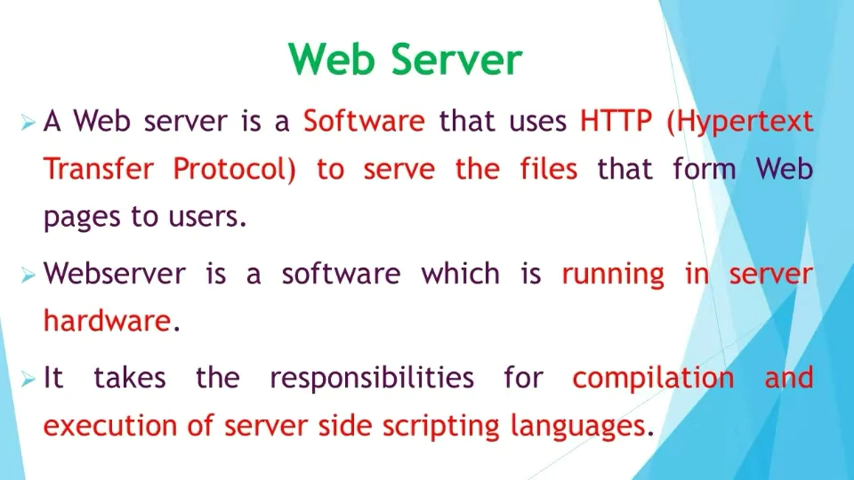 Web Server
A Web server is a Software that uses HTTP (Hypertext
Transfer Protocol) to serve the files that form Web
pages to users.
Webserver is a software which is running in server
hardware.
It takes the responsibilities for compilation and
execution of server side scripting languages.